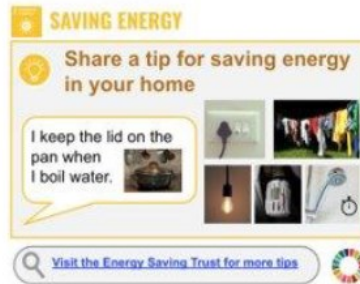 SAVING ENERGY
Share a tip for saving energy
in your home
I keep the lid on the
pan when
I boil water.
Visit the Energy Saving Trust for more tips